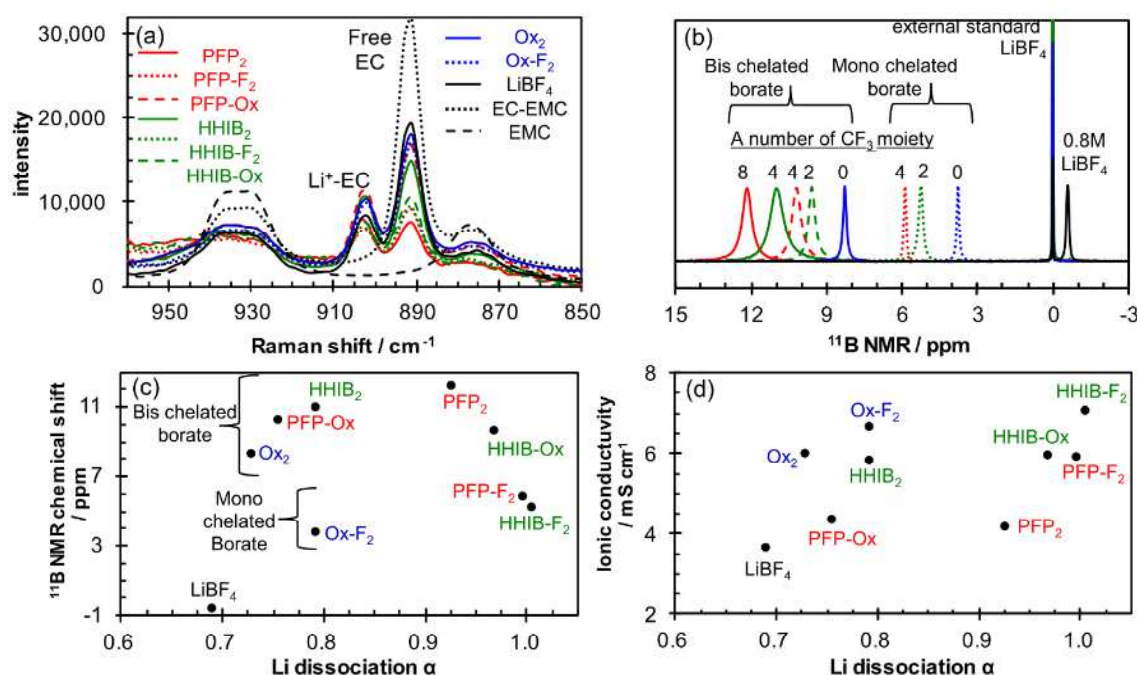 (a)
30,000
20,000
10,000
0
intensity
PFP₂
PFP-F₂
PFP-Ox
HHIB₂
HHIB-F₂
HHIB-Ox
Free
EC
Li⁺-EC
Ox₂
Ox-F₂
LiBF₄
EC-EMC
EMC
950 930 910 890 870 850
Raman shift / cm⁻¹
(b)
external standard
LiBF₄
Bis chelated
borate
Mono chelated
borate
A number of CF₃ moiety
8 4 4 2 0 4 2 0
0.8M
LiBF₄
15 12 9 6 3 0 -3
¹¹B NMR / ppm
(c)
11
7
3
-1
¹¹B NMR chemical shift
/ ppm
Bis chelated
borate
HHIB₂
PFP-Ox
Ox₂
PFP₂
HHIB-Ox
Mono
chelated
Borate
PFP-F₂
HHIB-F₂
Ox-F₂
LiBF₄
0.6 0.7 0.8 0.9 1.0
Li dissociation α
(d)
8
6
4
2
Ionic conductuvity
/ mS cm⁻¹
HHIB-F₂
Ox-F₂
HHIB-Ox
Ox₂
HHIB₂
PFP-F₂
PFP-Ox
PFP₂
LiBF₄
0.6 0.7 0.8 0.9 1.0
Li dissociation α